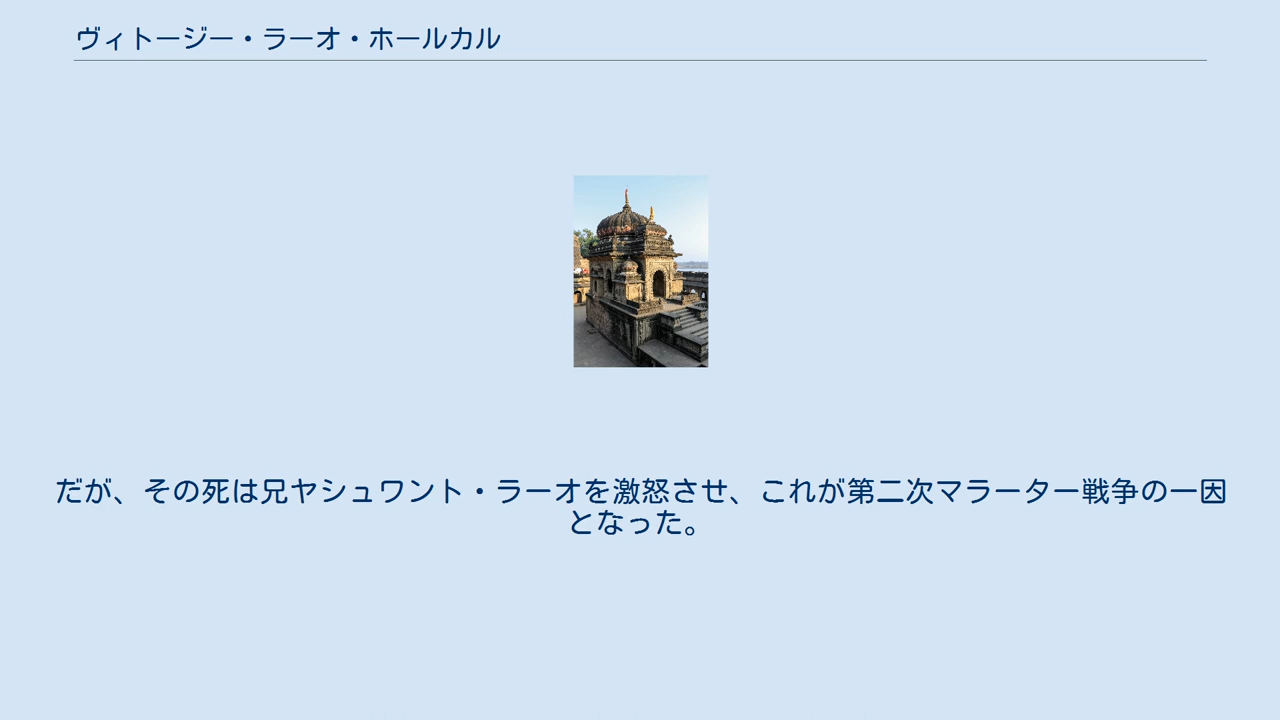 ヴィトージー・ラーオ・ホールカル
だが、その死は兄ヤシュワント・ラーオを激怒させ、これが第二次マラーター戦争の一因
となった。